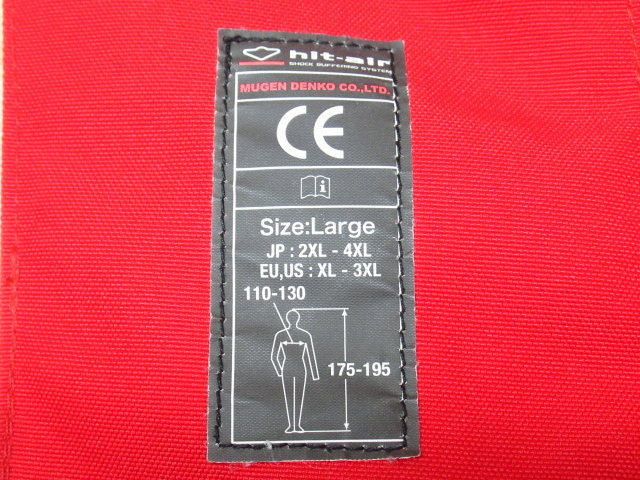 hit-air
SHOCK BUFFERING SYSTEM
MUGEN DENKO CO.,LTD.
CE
i
Size:Large
JP : 2XL - 4XL
EU,US : XL - 3XL
110-130
175-195